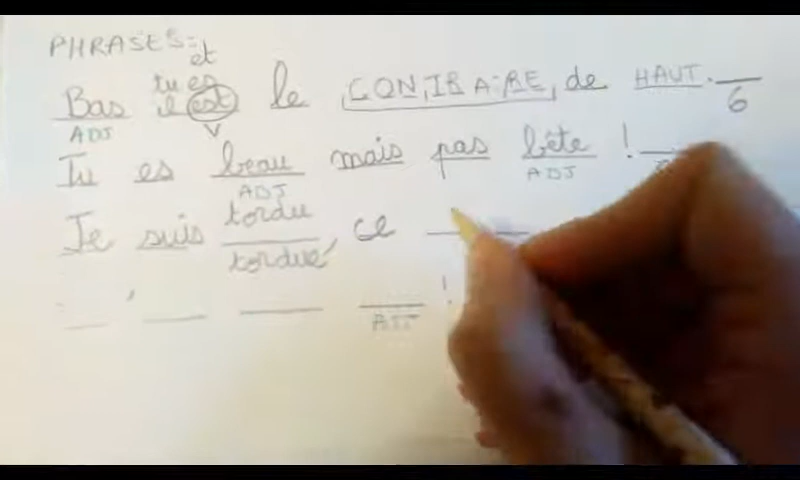 PHRASES:
et
tu es
Bas il est le CONTRAIRE, de HAUT.
ADJ V 6
Tu es beau mais pas bête !
ADJ ADJ
tordu
Je suis ce
tordue
!
ADJ